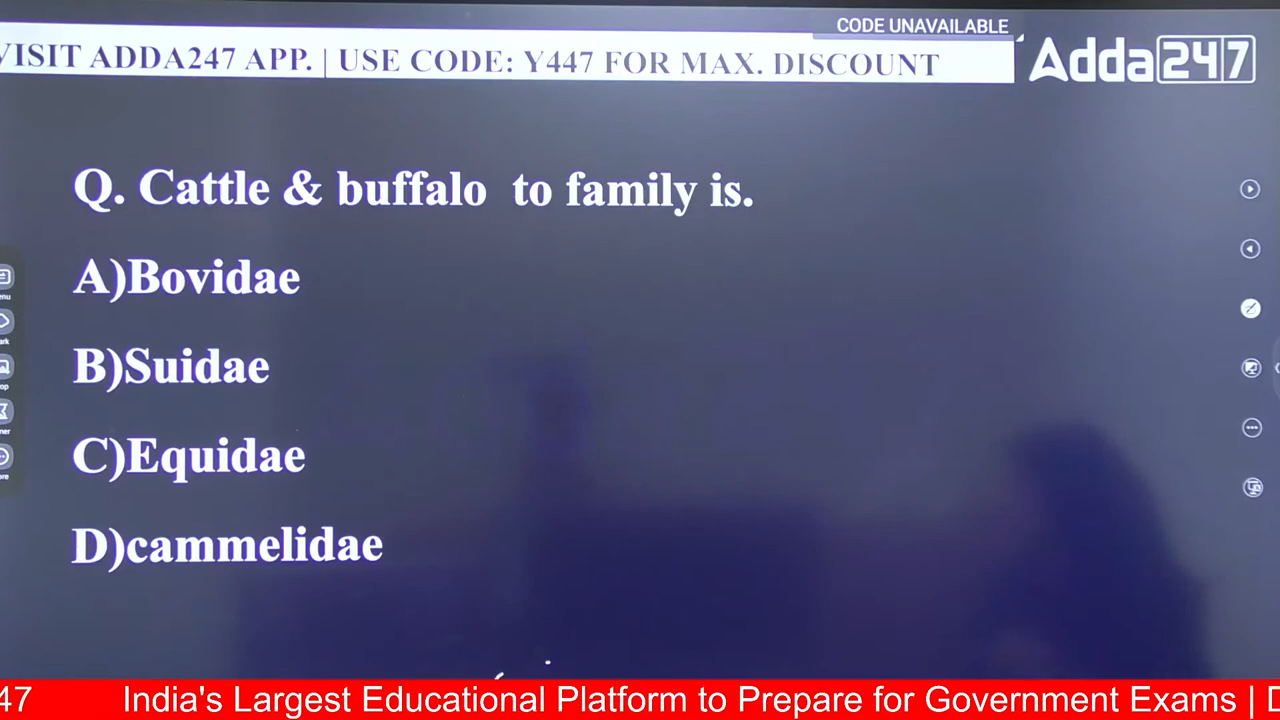 CODE UNAVAILABLE
VISIT ADDA247 APP. | USE CODE: Y447 FOR MAX. DISCOUNT
Adda247
Q. Cattle & buffalo to family is.
A)Bovidae
B)Suidae
C)Equidae
D)cammelidae
47 India's Largest Educational Platform to Prepare for Government Exams | D